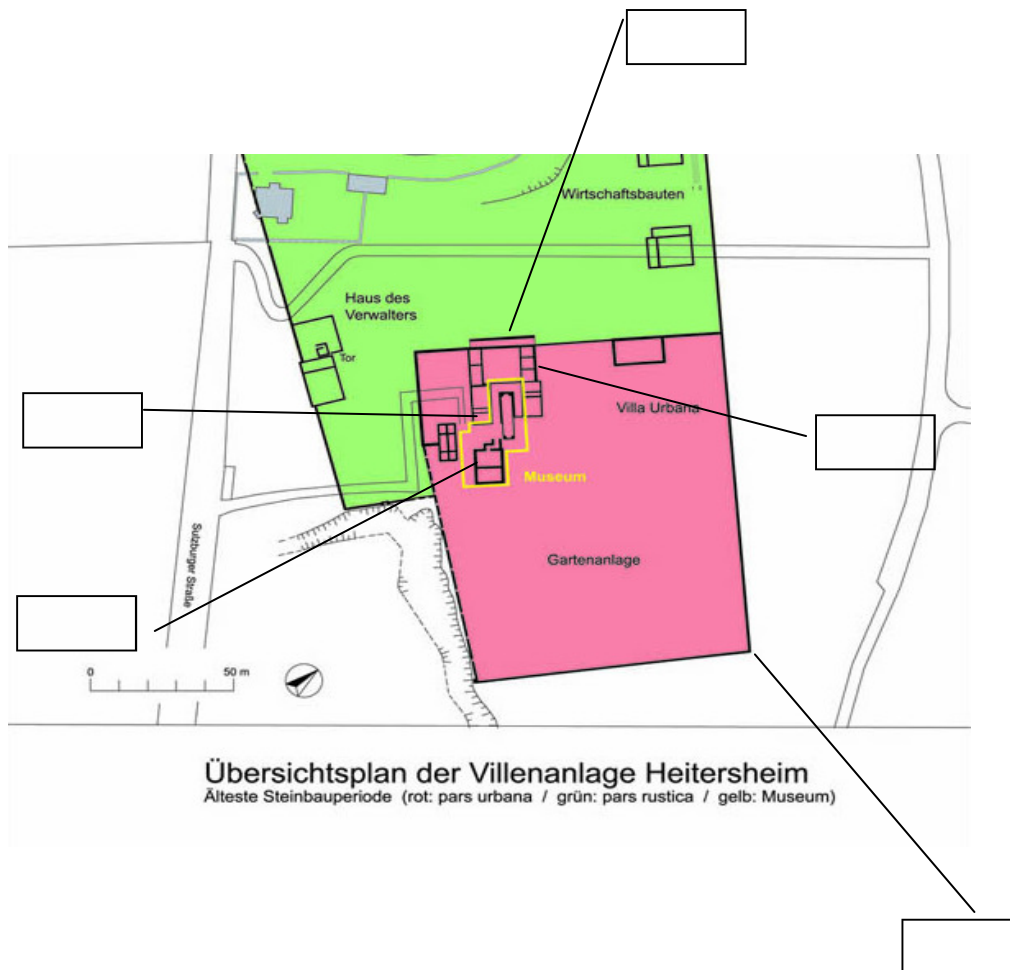 Wirtschaftsbauten
Haus des
Verwalters
Tor
Villa Urbana
Museum
Gartenanlage
Sulzburger Straße
0 50 m
Übersichtsplan der Villenanlage Heitersheim
Älteste Steinbauperiode (rot: pars urbana / grün: pars rustica / gelb: Museum)